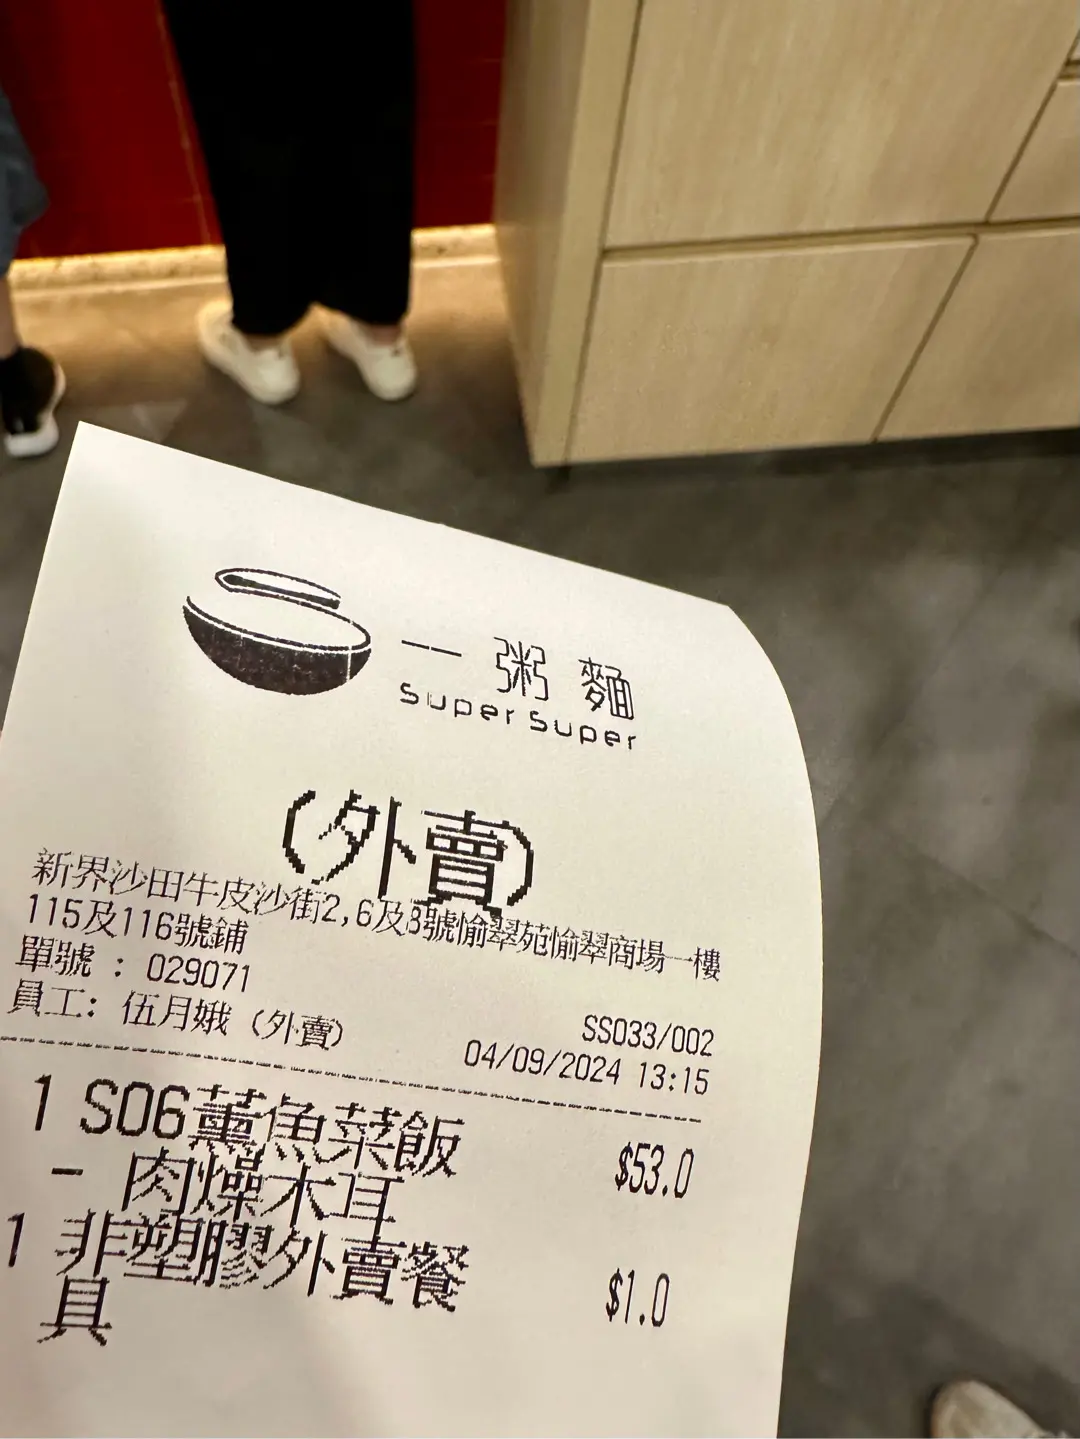 一粥麵
super super
(外賣)
新界沙田牛皮沙街2,6及8號愉翠苑愉翠商場一樓
115及116號鋪
單號 : 029071
SS033/002
員工: 伍月娥 (外賣)
04/09/2024 13:15
1 S06薰魚菜飯 $53.0
- 肉燥木耳
1 非塑膠外賣餐 $1.0
具